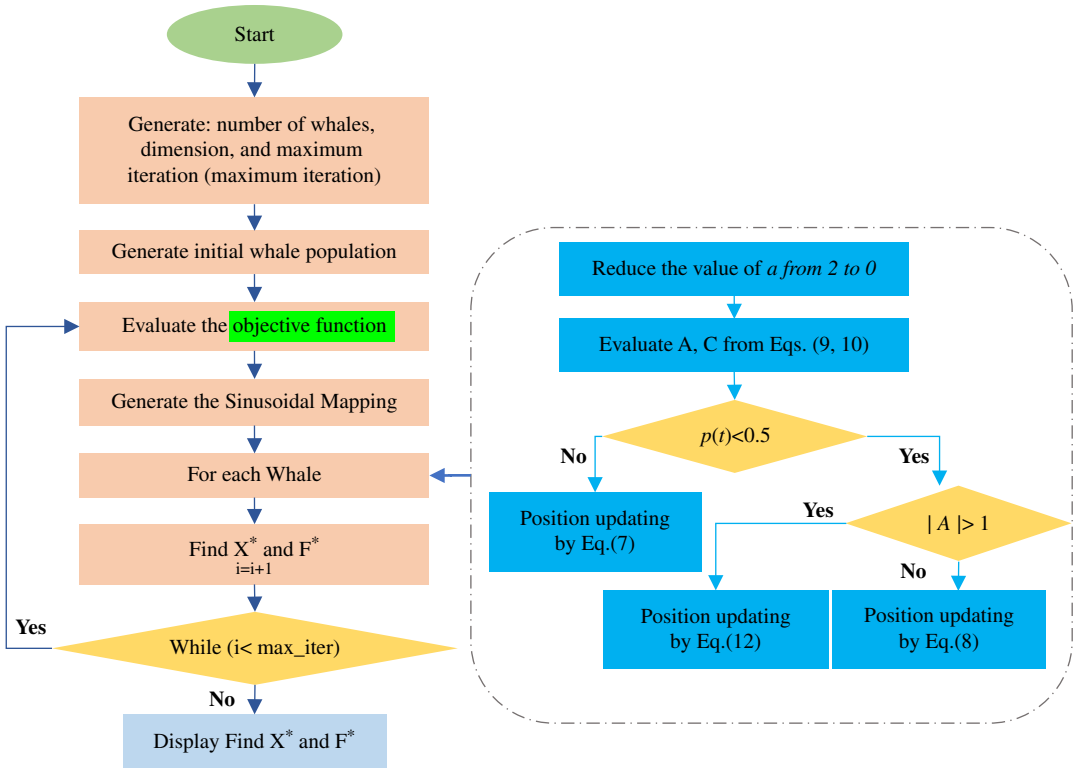 Start
Generate: number of whales,
dimension, and maximum
iteration (maximum iteration)
Generate initial whale population
Evaluate the objective function
Generate the Sinusoidal Mapping
For each Whale
Find X* and F*
i=i+1
While (i< max_iter)
Yes
No
Display Find X* and F*
Reduce the value of a from 2 to 0
Evaluate A, C from Eqs. (9, 10)
p(t)<0.5
No
Yes
Position updating
by Eq.(7)
| A |> 1
Yes
No
Position updating
by Eq.(12)
Position updating
by Eq.(8)